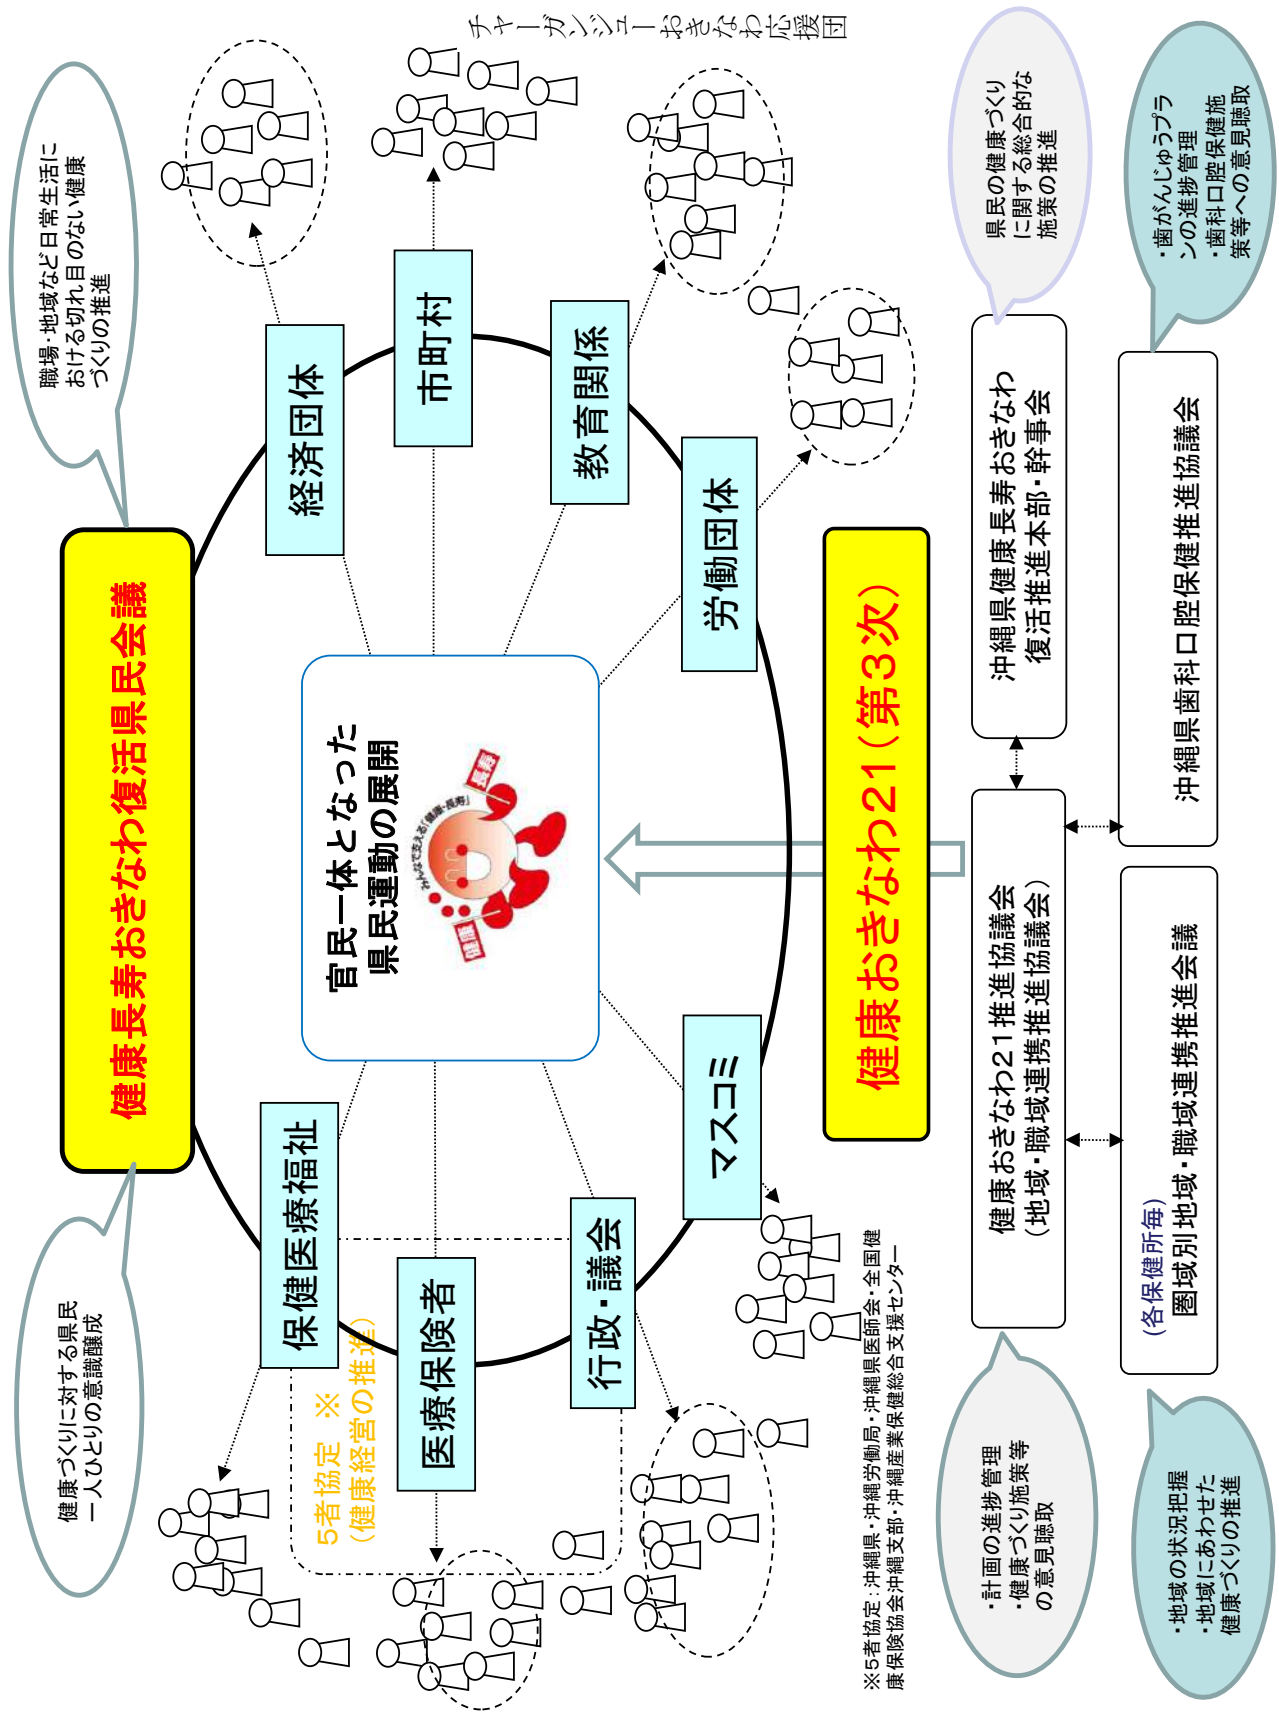 健康長寿おきなわ復活県民会議
健康づくりに対する県民
一人ひとりの意識醸成
職場・地域など日常生活に
おける切れ目のない健康
づくりの推進
チャーガンジューおきなわ応援団
保健医療福祉
医療保険者
行政・議会
マスコミ
経済団体
市町村
教育関係
労働団体
5者協定 ※
(健康経営の推進)
官民一体となった
県民運動の展開
みんなで支える「健康・長寿」
健康
長寿
※5者協定:沖縄県・沖縄労働局・沖縄県医師会・全国健
康保険協会沖縄支部・沖縄産業保健総合支援センター
健康おきなわ21(第3次)
・計画の進捗管理
・健康づくり施策等
の意見聴取
健康おきなわ21推進協議会
(地域・職域連携推進協議会)
沖縄県健康長寿おきなわ
復活推進本部・幹事会
県民の健康づくり
に関する総合的な
施策の推進
・地域の状況把握
・地域にあわせた
健康づくりの推進
(各保健所毎)
圏域別地域・職域連携推進会議
沖縄県歯科口腔保健推進協議会
・歯がんじゅうプラ
ンの進捗管理
・歯科口腔保健施
策等への意見聴取